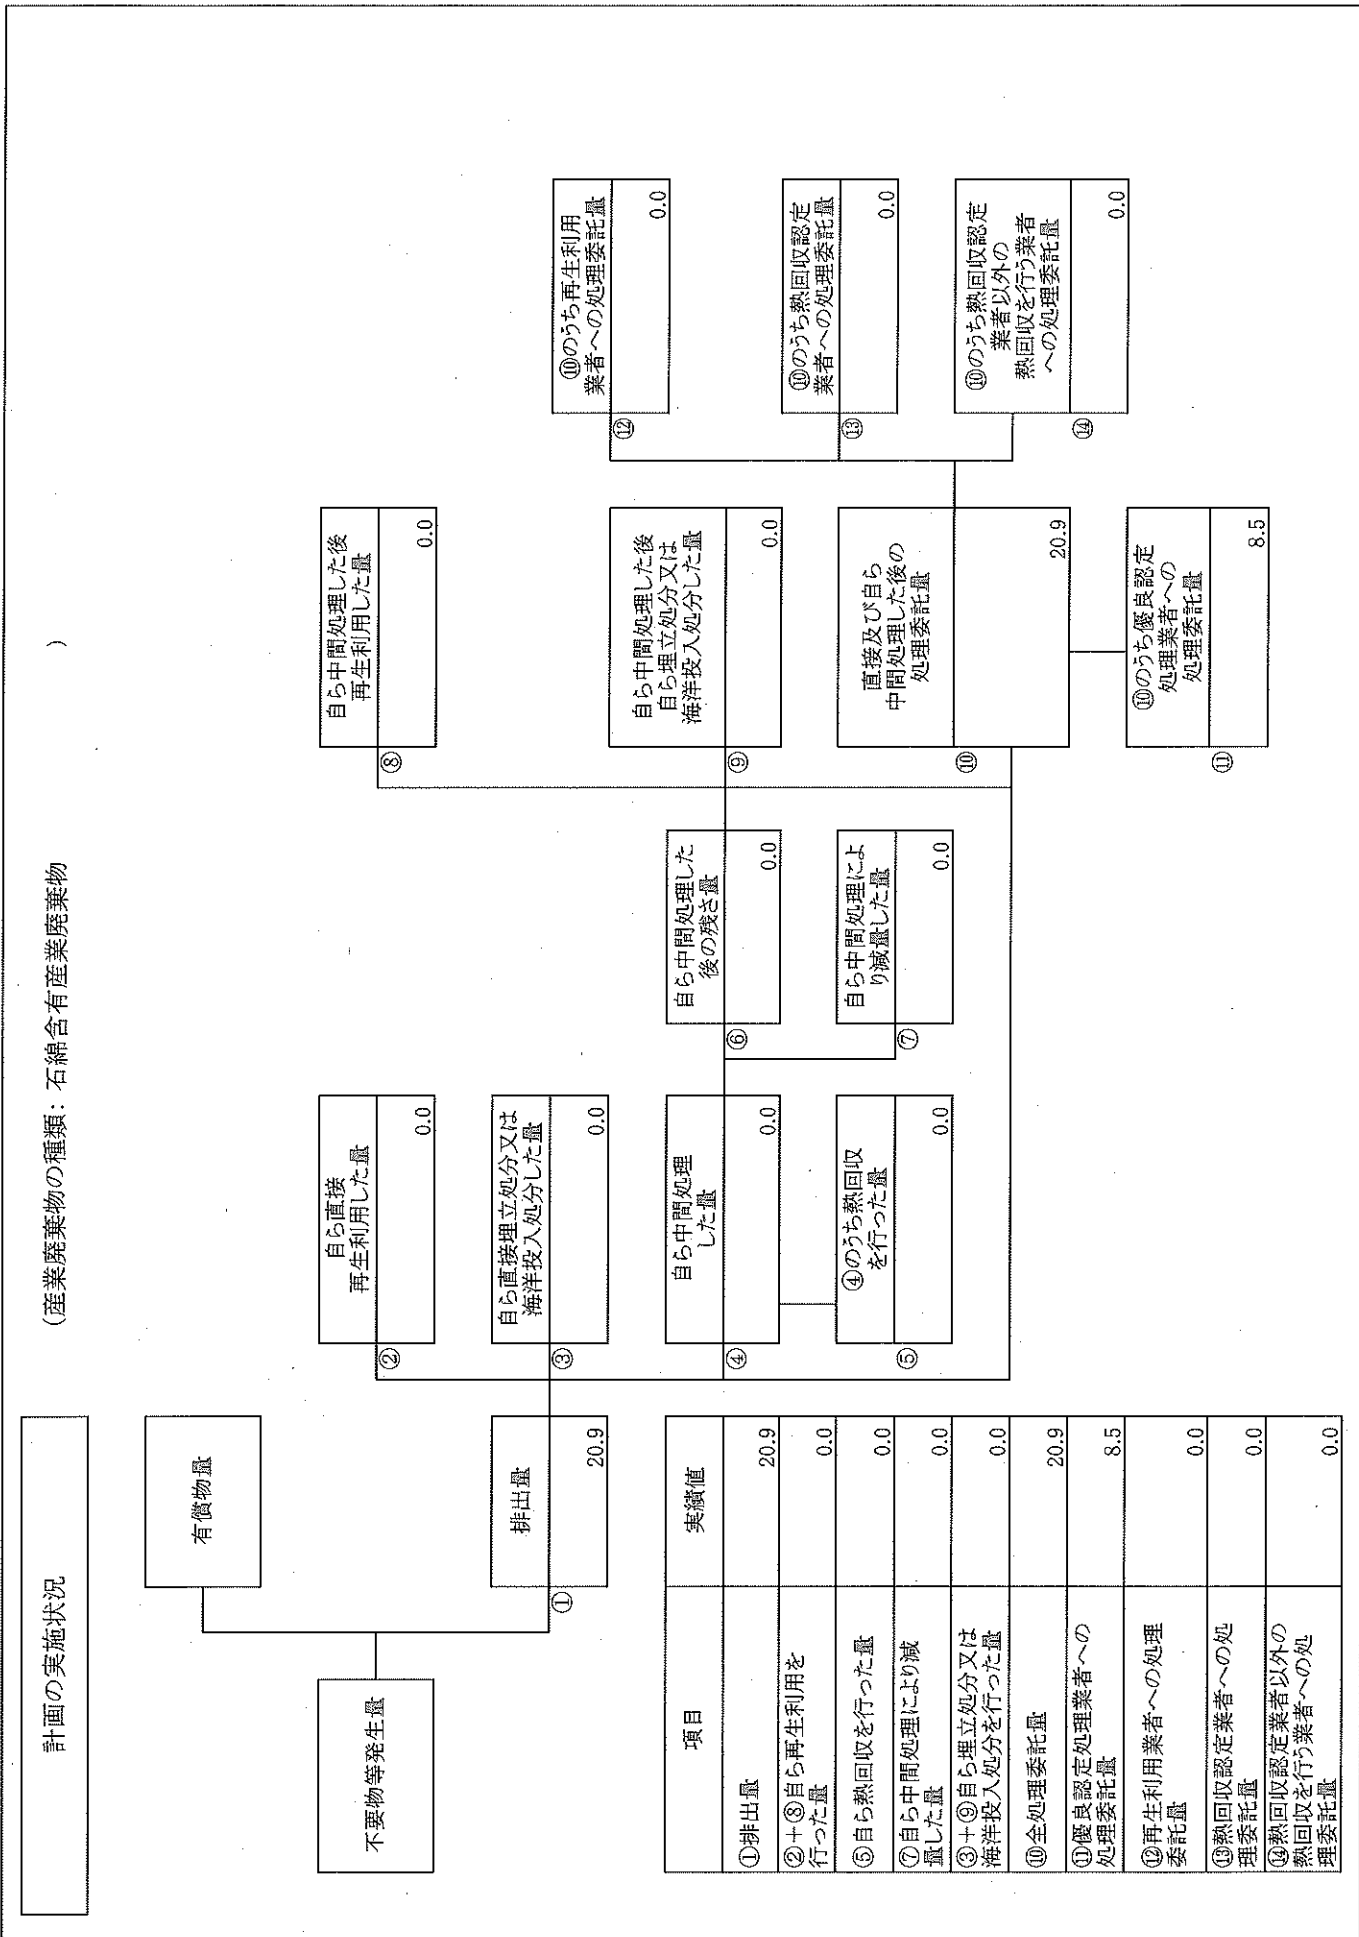 計画の実施状況
(産業廃棄物の種類：石綿含有産業廃棄物　　　　　　)
不要物等発生量
有償物量
①
排出量
20.9
②
自ら直接
再生利用した量
0.0
③
自ら直接埋立処分又は
海洋投入処分した量
0.0
④
自ら中間処理
した量
0.0
⑤
④のうち熱回収
を行った量
0.0
⑥
自ら中間処理した
後の残さ量
0.0
⑦
自ら中間処理によ
り減量した量
0.0
⑧
自ら中間処理した後
再生利用した量
0.0
⑨
自ら中間処理した後
自ら埋立処分又は
海洋投入処分した量
0.0
⑩
直接及び自ら
中間処理した後の
処理委託量
20.9
⑪
⑩のうち優良認定
処理業者への
処理委託量
8.5
⑫
⑩のうち再生利用
業者への処理委託量
0.0
⑬
⑩のうち熱回収認定
業者への処理委託量
0.0
⑭
⑩のうち熱回収認定
業者以外の
熱回収を行う業者
への処理委託量
0.0
項目　実績値
①排出量　20.9
②＋⑧自ら再生利用を
行った量　0.0
⑤自ら熱回収を行った量　0.0
⑦自ら中間処理により減
量した量　0.0
③＋⑨自ら埋立処分又は
海洋投入処分を行った量　0.0
⑩全処理委託量　20.9
⑪優良認定処理業者への
処理委託量　8.5
⑫再生利用業者への処理
委託量　0.0
⑬熱回収認定業者への処
理委託量　0.0
⑭熱回収認定業者以外の
熱回収を行う業者への処
理委託量　0.0